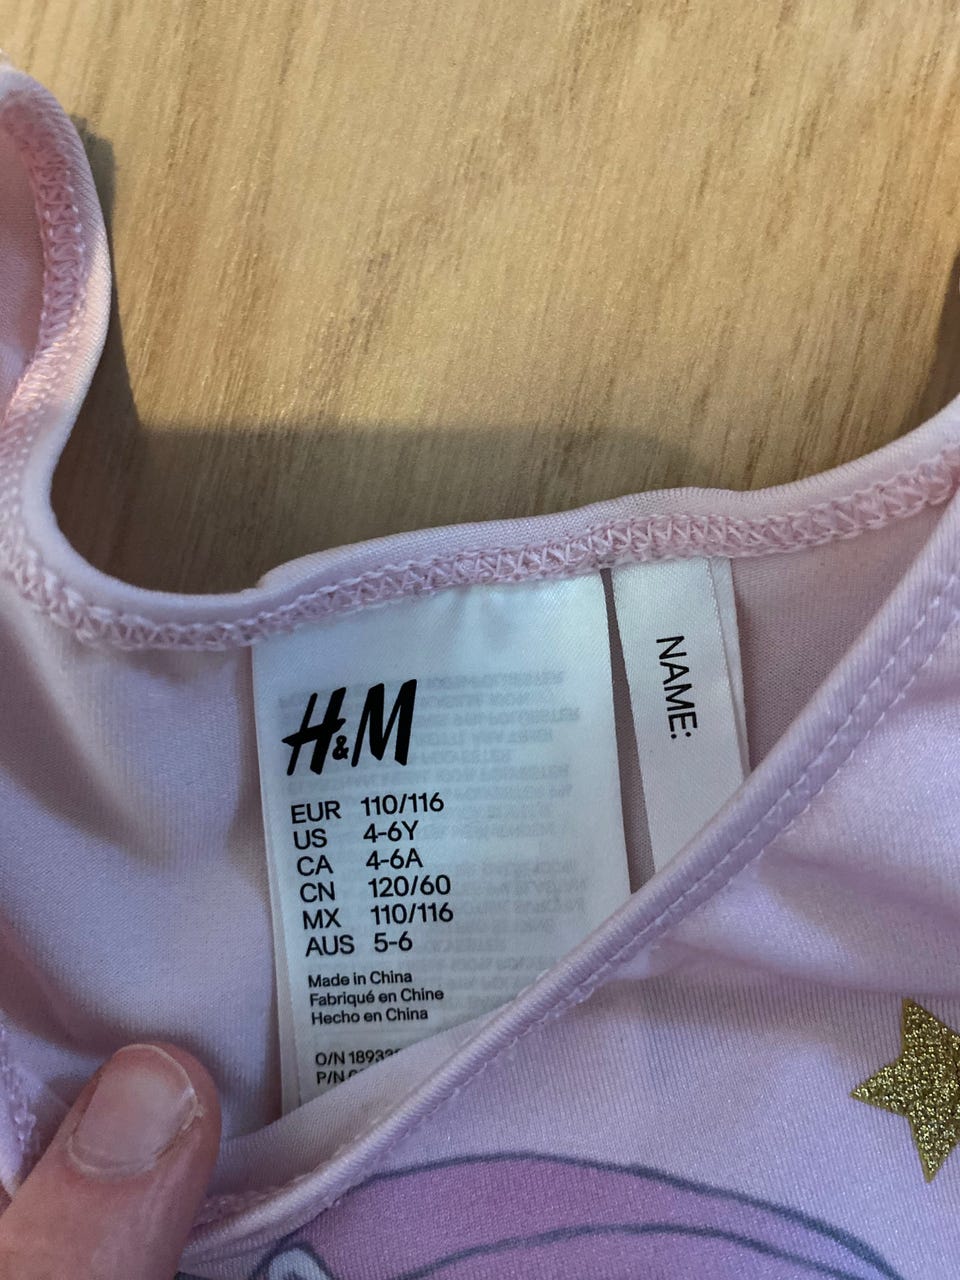 H&M
EUR 110/116
US 4-6Y
CA 4-6A
CN 120/60
MX 110/116
AUS 5-6
Made in China
Fabriqué en Chine
Hecho en China
O/N
P/N
NAME: